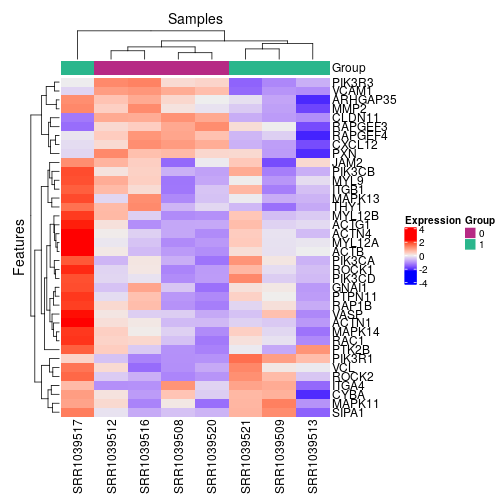 Samples
Group
PIK3R3
VCAM1
ARHGAP35
MMP2
CLDN11
RAPGEF3
RAPGEF4
CXCL12
PXN
JAM2
PIK3CB
MYL9
ITGB1
MAPK13
THY1
MYL12B
ACTG1
ACTN4
MYL12A
ACTB
PIK3CA
ROCK1
PIK3CD
GNAI1
PTPN11
RAP1B
VASP
ACTN1
MAPK14
RAC1
PTK2B
PIK3R1
VCL
ROCK2
ITGA4
CYBA
MAPK11
SIPA1
Features
SRR1039517
SRR1039512
SRR1039516
SRR1039508
SRR1039520
SRR1039521
SRR1039509
SRR1039513
Expression
4
2
0
-2
-4
Group
0
1